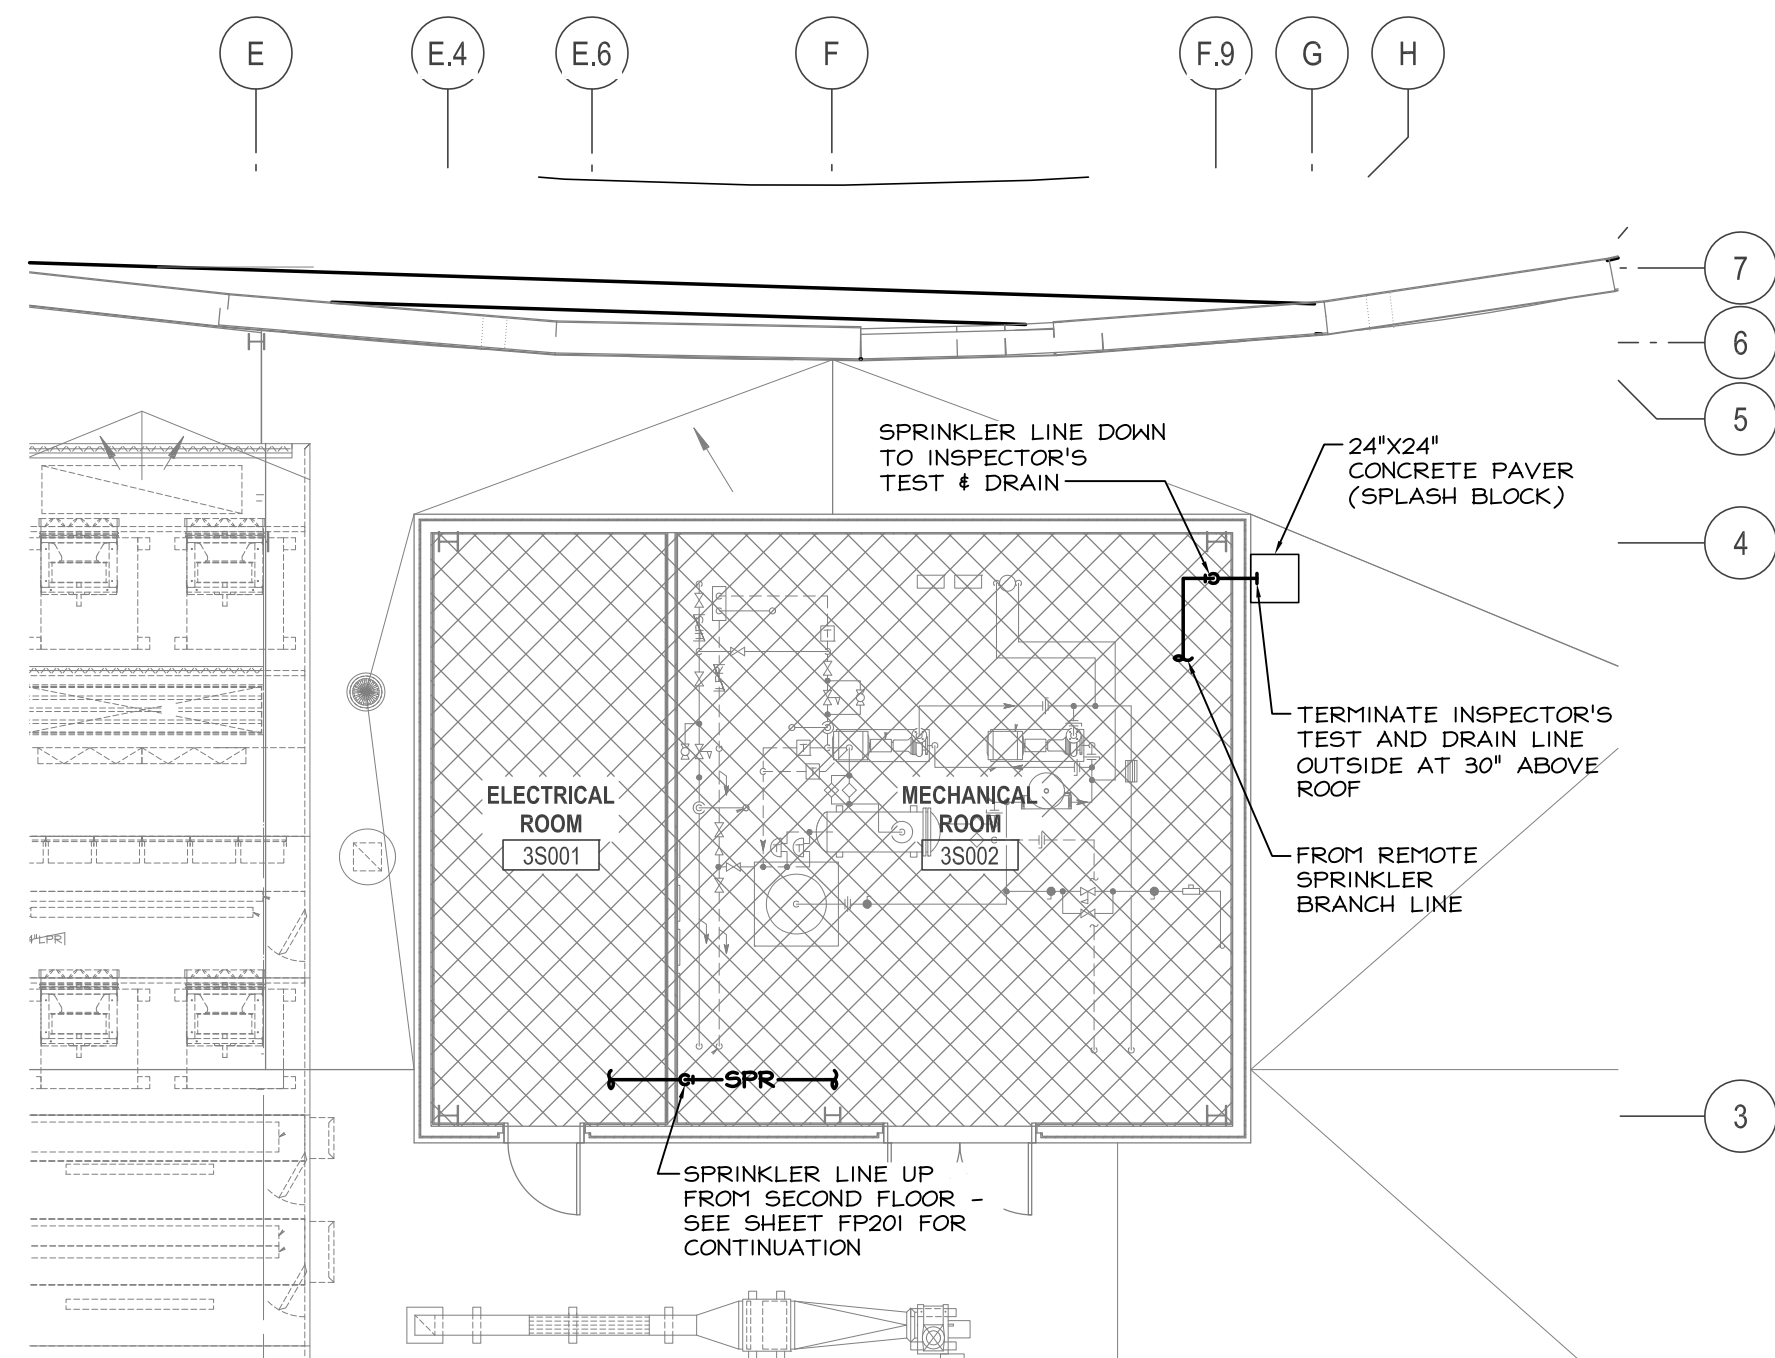 E
E.4
E.6
F
F.9
G
H
7
6
5
4
3
SPRINKLER LINE DOWN
TO INSPECTOR'S
TEST & DRAIN
24"X24"
CONCRETE PAVER
(SPLASH BLOCK)
TERMINATE INSPECTOR'S
TEST AND DRAIN LINE
OUTSIDE AT 30" ABOVE
ROOF
ELECTRICAL
ROOM
3S001
MECHANICAL
ROOM
3S002
FROM REMOTE
SPRINKLER
BRANCH LINE
4"LPR
SPR
SPRINKLER LINE UP
FROM SECOND FLOOR -
SEE SHEET FP201 FOR
CONTINUATION